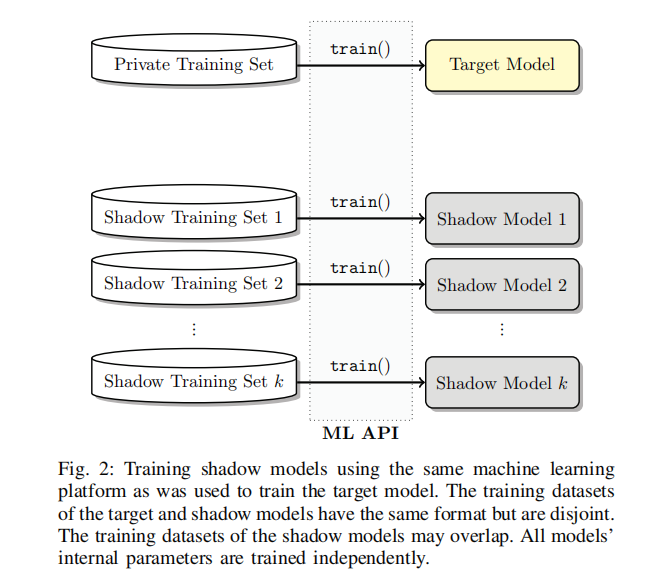 Private Training Set
train()
Target Model
Shadow Training Set 1
train()
Shadow Model 1
Shadow Training Set 2
train()
Shadow Model 2
⋮
⋮
Shadow Training Set k
train()
Shadow Model k
ML API
Fig. 2: Training shadow models using the same machine learning
platform as was used to train the target model. The training datasets
of the target and shadow models have the same format but are disjoint.
The training datasets of the shadow models may overlap. All models’
internal parameters are trained independently.